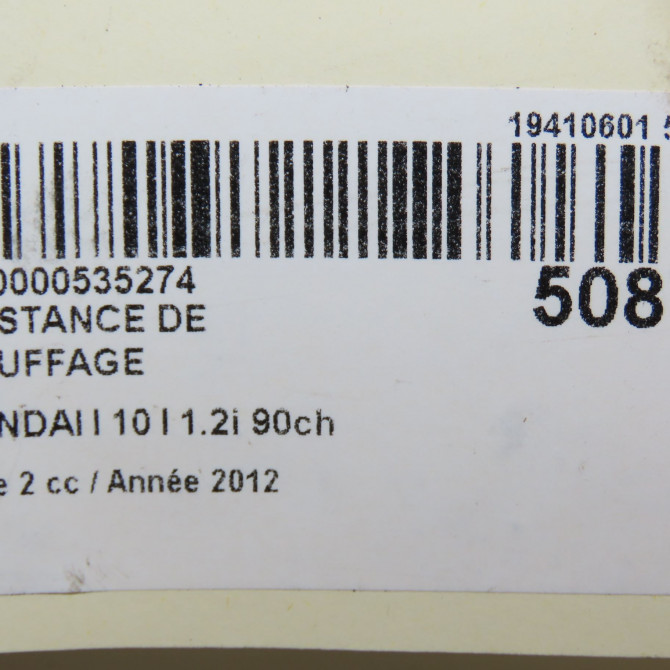 19410601 5
0000535274
508
STANCE DE
UFFAGE
NDAI I 10 I 1.2i 90ch
e 2 cc / Année 2012